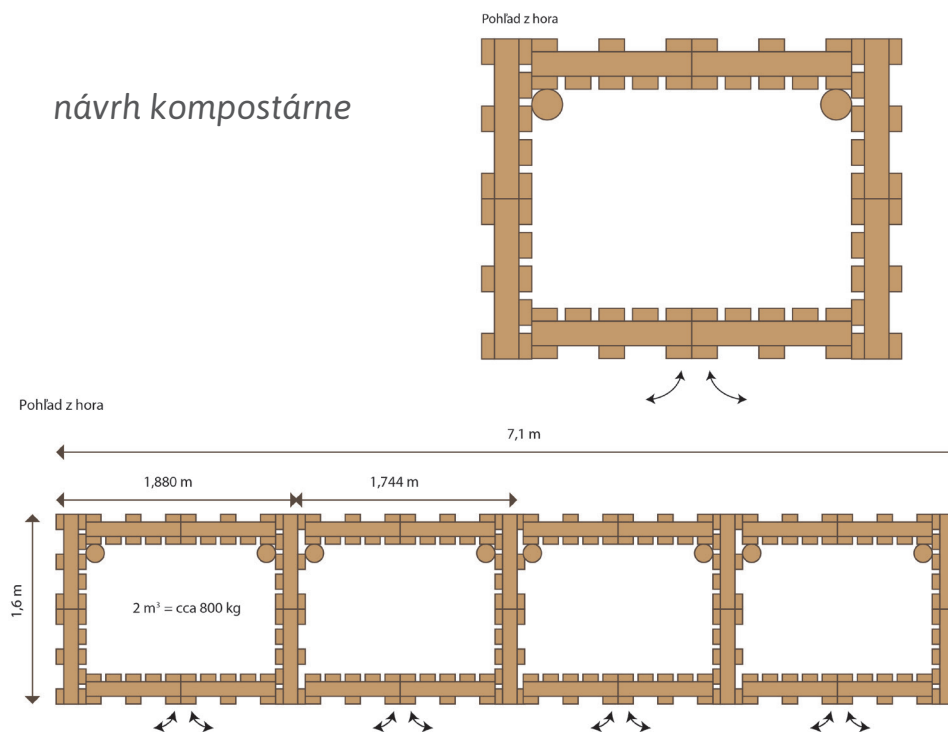 Pohľad z hora
návrh kompostárne
Pohľad z hora
7,1 m
1,880 m
1,744 m
1,6 m
2 m³ = cca 800 kg